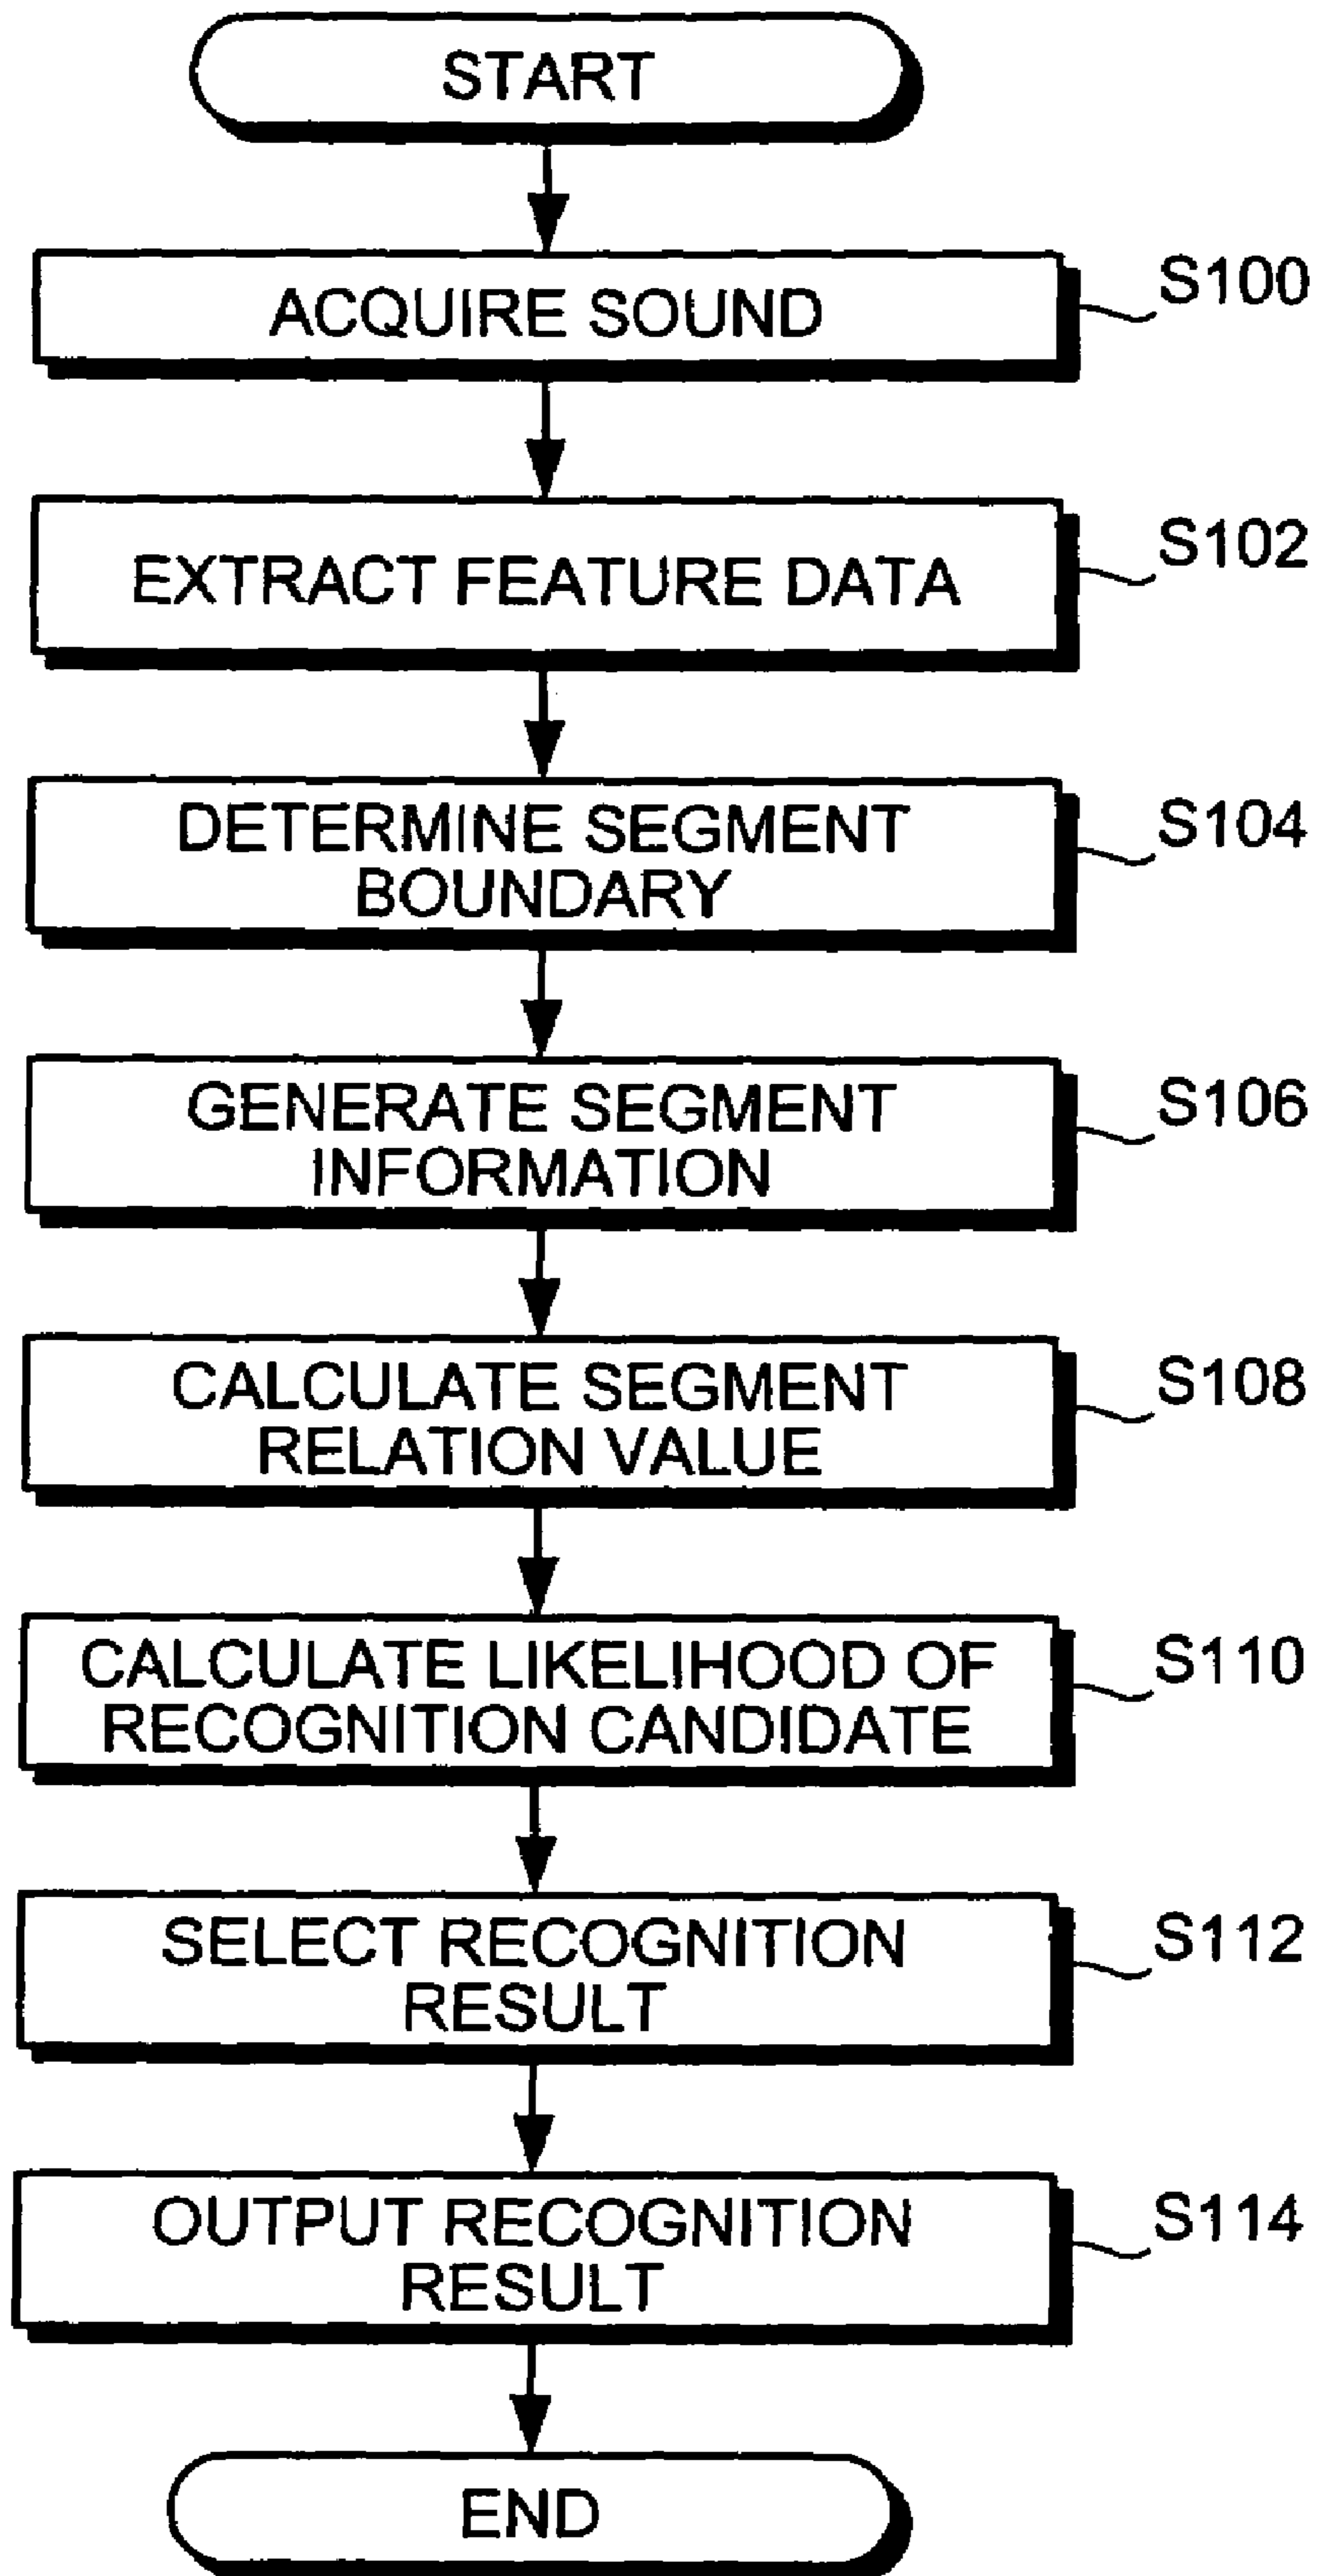 START
ACQUIRE SOUND
S100
EXTRACT FEATURE DATA
S102
DETERMINE SEGMENT
BOUNDARY
S104
GENERATE SEGMENT
INFORMATION
S106
CALCULATE SEGMENT
RELATION VALUE
S108
CALCULATE LIKELIHOOD OF
RECOGNITION CANDIDATE
S110
SELECT RECOGNITION
RESULT
S112
OUTPUT RECOGNITION
RESULT
S114
END